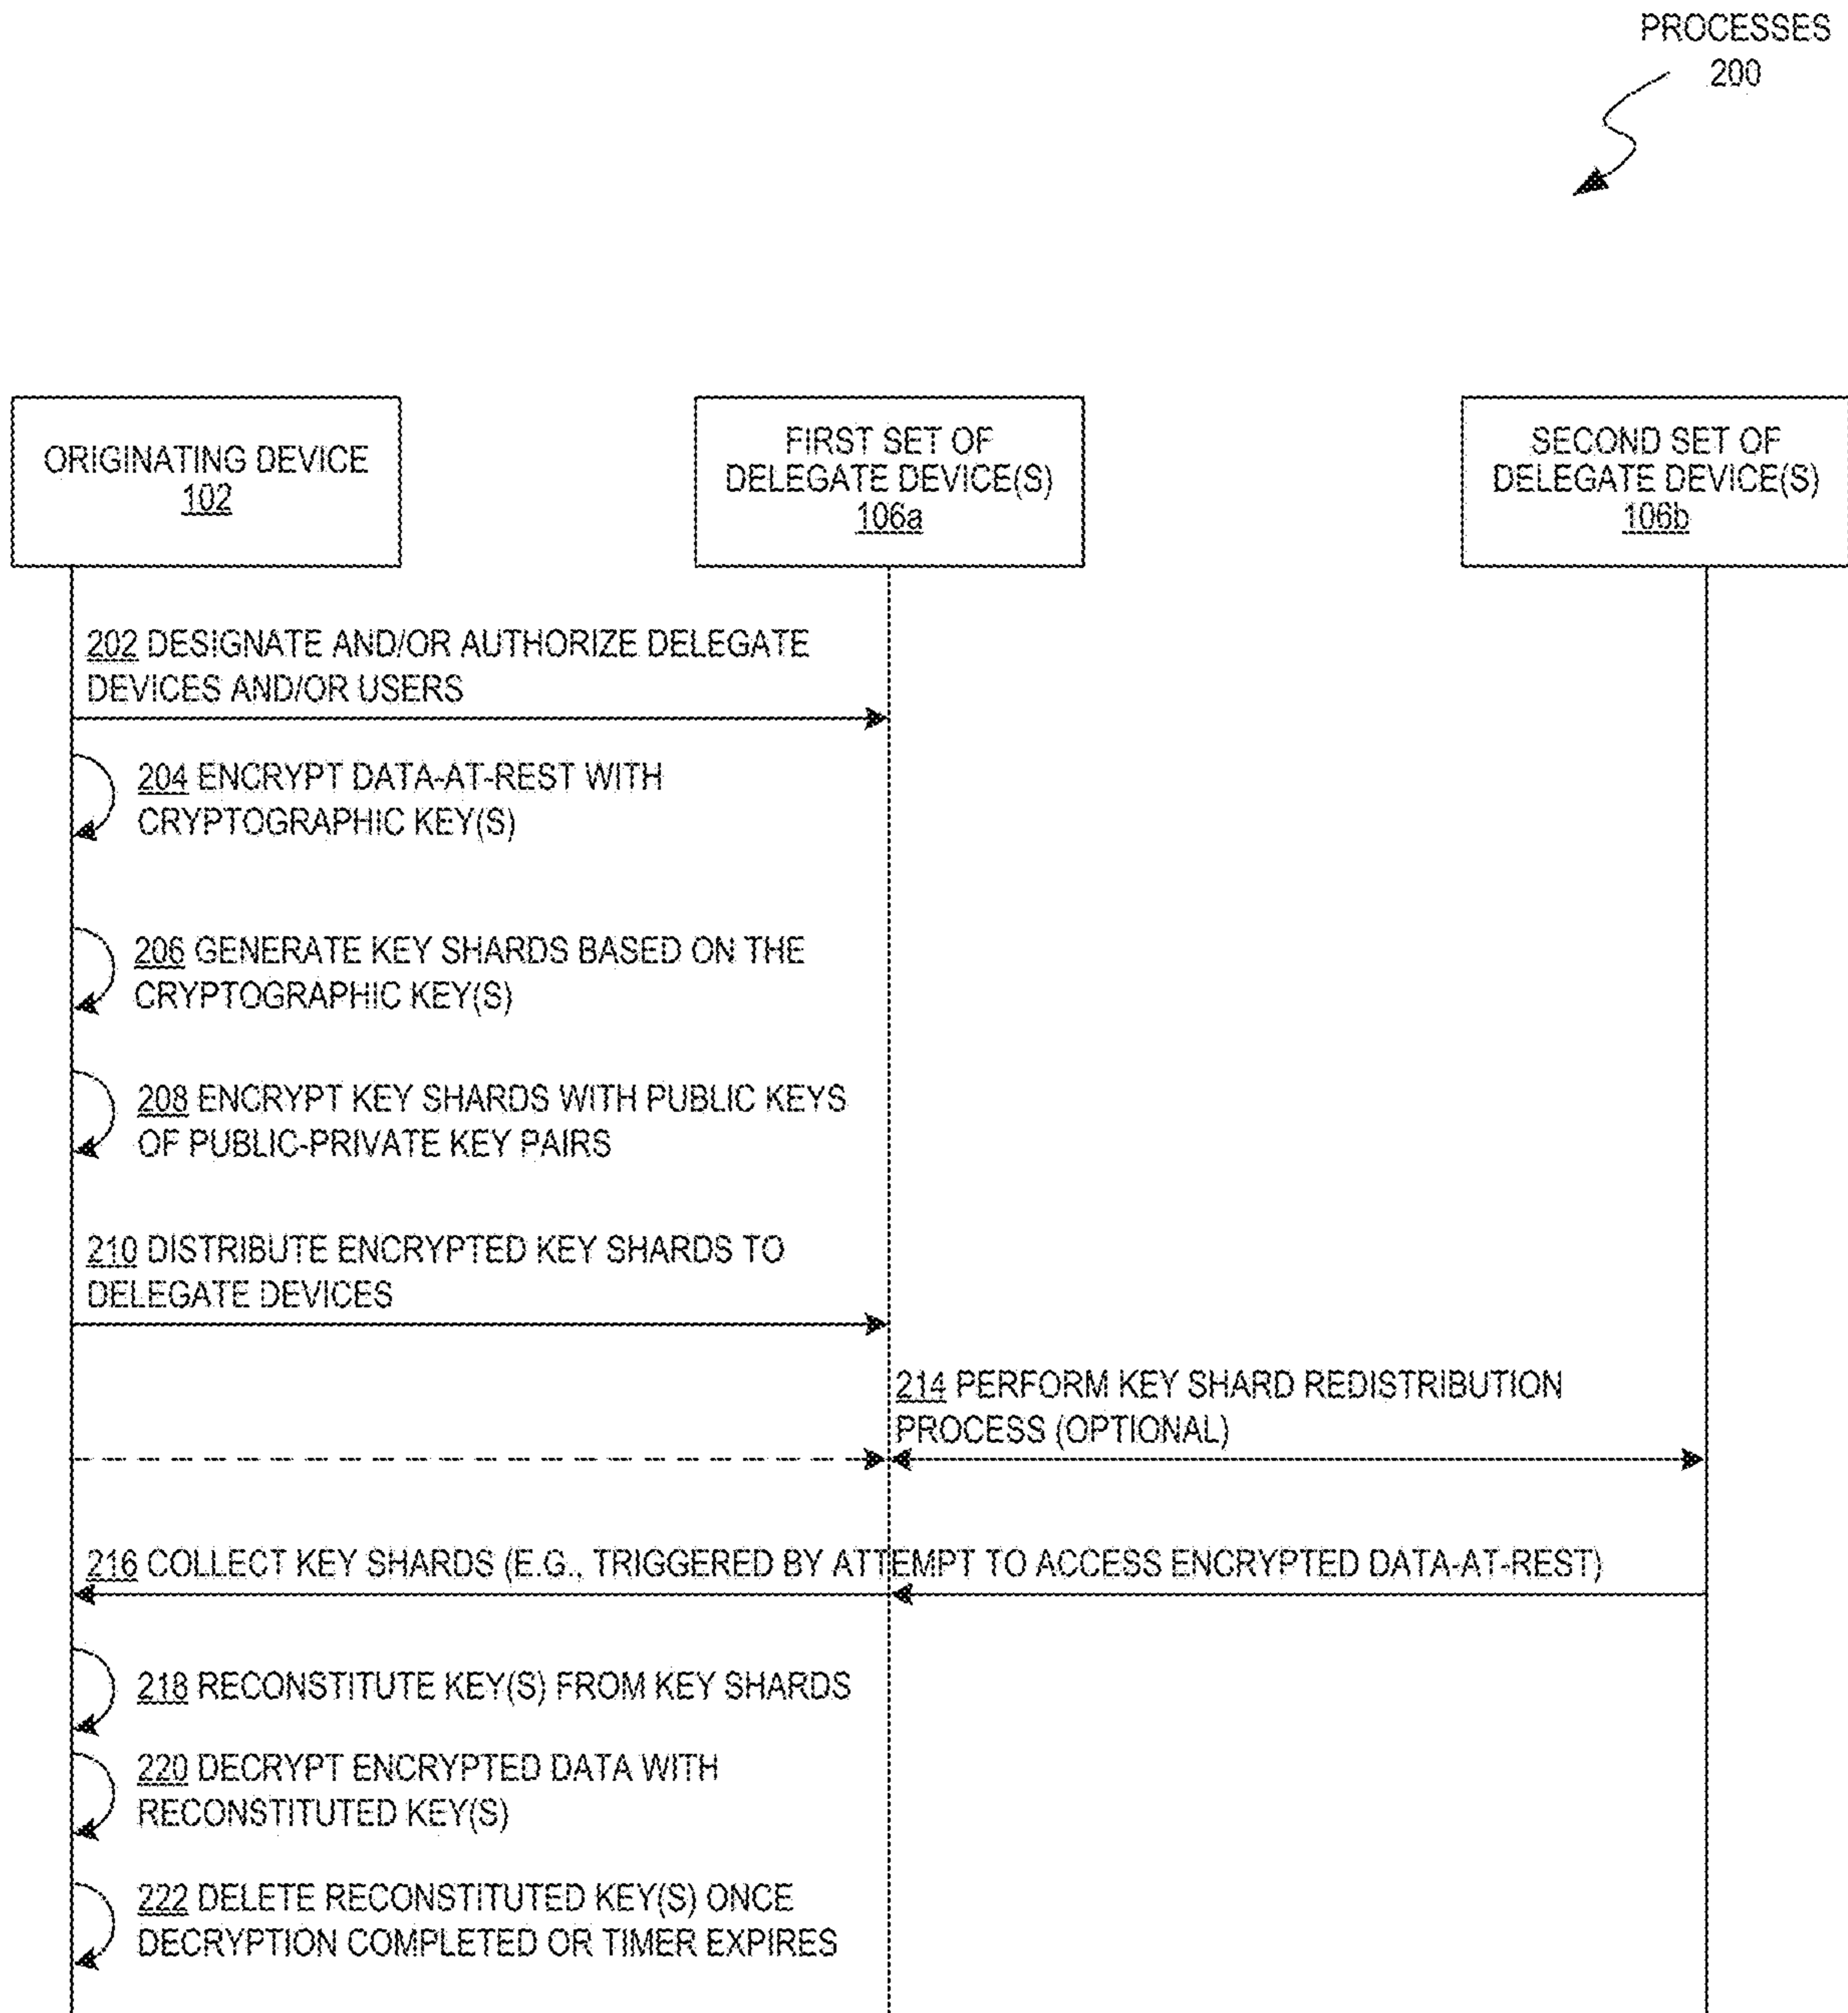 PROCESSES
200
ORIGINATING DEVICE
102
FIRST SET OF
DELEGATE DEVICE(S)
106a
SECOND SET OF
DELEGATE DEVICE(S)
106b
202 DESIGNATE AND/OR AUTHORIZE DELEGATE
DEVICES AND/OR USERS
204 ENCRYPT DATA-AT-REST WITH
CRYPTOGRAPHIC KEY(S)
206 GENERATE KEY SHARDS BASED ON THE
CRYPTOGRAPHIC KEY(S)
208 ENCRYPT KEY SHARDS WITH PUBLIC KEYS
OF PUBLIC-PRIVATE KEY PAIRS
210 DISTRIBUTE ENCRYPTED KEY SHARDS TO
DELEGATE DEVICES
214 PERFORM KEY SHARD REDISTRIBUTION
PROCESS (OPTIONAL)
216 COLLECT KEY SHARDS (E.G., TRIGGERED BY ATTEMPT TO ACCESS ENCRYPTED DATA-AT-REST)
218 RECONSTITUTE KEY(S) FROM KEY SHARDS
220 DECRYPT ENCRYPTED DATA WITH
RECONSTITUTED KEY(S)
222 DELETE RECONSTITUTED KEY(S) ONCE
DECRYPTION COMPLETED OR TIMER EXPIRES